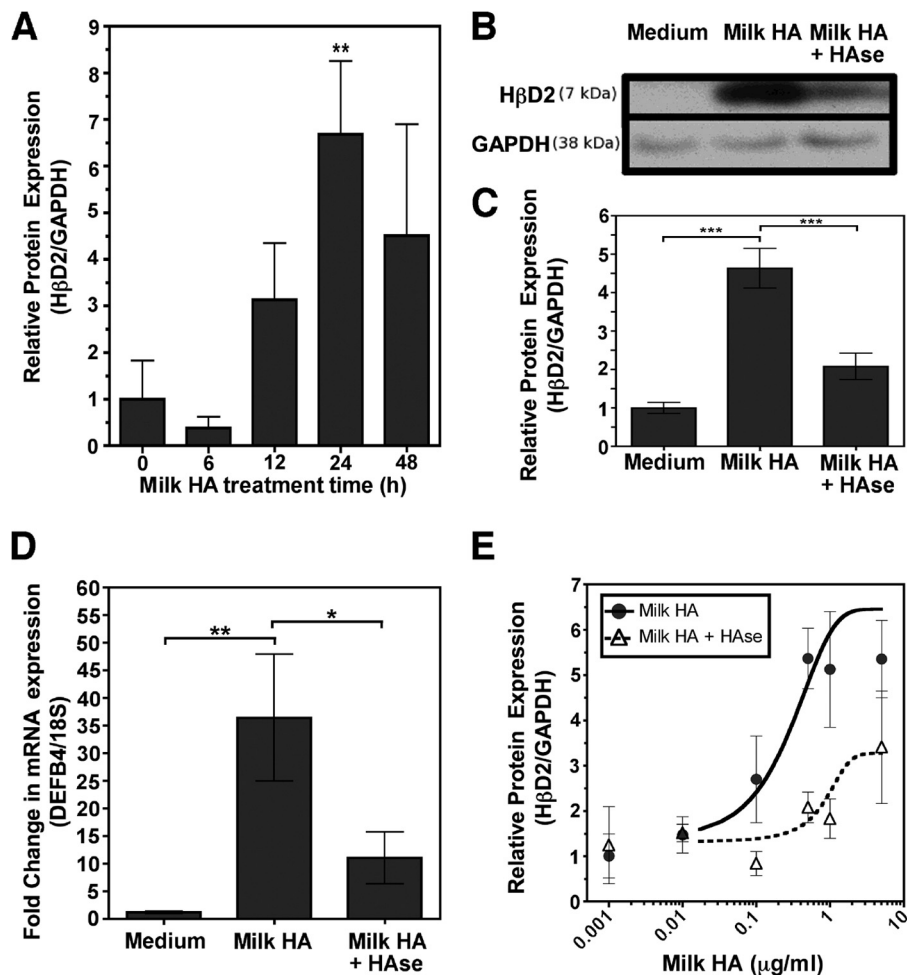 A
Relative Protein Expression
(HβD2/GAPDH)
9
8
7
6
5
4
3
2
1
0
**
0 6 12 24 48
Milk HA treatment time (h)
B
Medium Milk HA Milk HA
+ HAse
HβD2 (7 kDa)
GAPDH (38 kDa)
C
Relative Protein Expression
(HβD2/GAPDH)
6
5
4
3
2
1
0
*** ***
Medium Milk HA Milk HA
+ HAse
D
Fold Change in mRNA expression
(DEFB4/18S)
60
55
50
45
40
35
30
25
20
15
10
5
0
** *
Medium Milk HA Milk HA
+ HAse
E
Relative Protein Expression
(HβD2/GAPDH)
7
6
5
4
3
2
1
0
Milk HA
Milk HA + HAse
0.001 0.01 0.1 1 10
Milk HA (μg/ml)